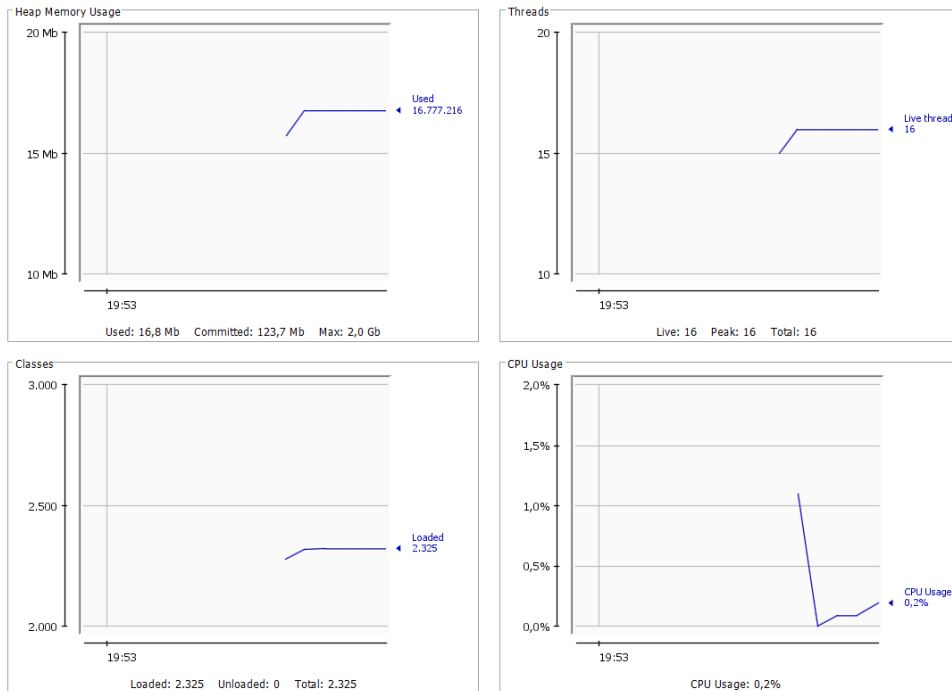 Heap Memory Usage
20 Mb
15 Mb
10 Mb
Used
16.777.216
19:53
Used: 16,8 Mb Committed: 123,7 Mb Max: 2,0 Gb
Threads
20
15
10
Live thread
16
19:53
Live: 16 Peak: 16 Total: 16
Classes
3.000
2.500
2.000
Loaded
2.325
19:53
Loaded: 2.325 Unloaded: 0 Total: 2.325
CPU Usage
2,0%
1,5%
1,0%
0,5%
0,0%
CPU Usage
0,2%
19:53
CPU Usage: 0,2%